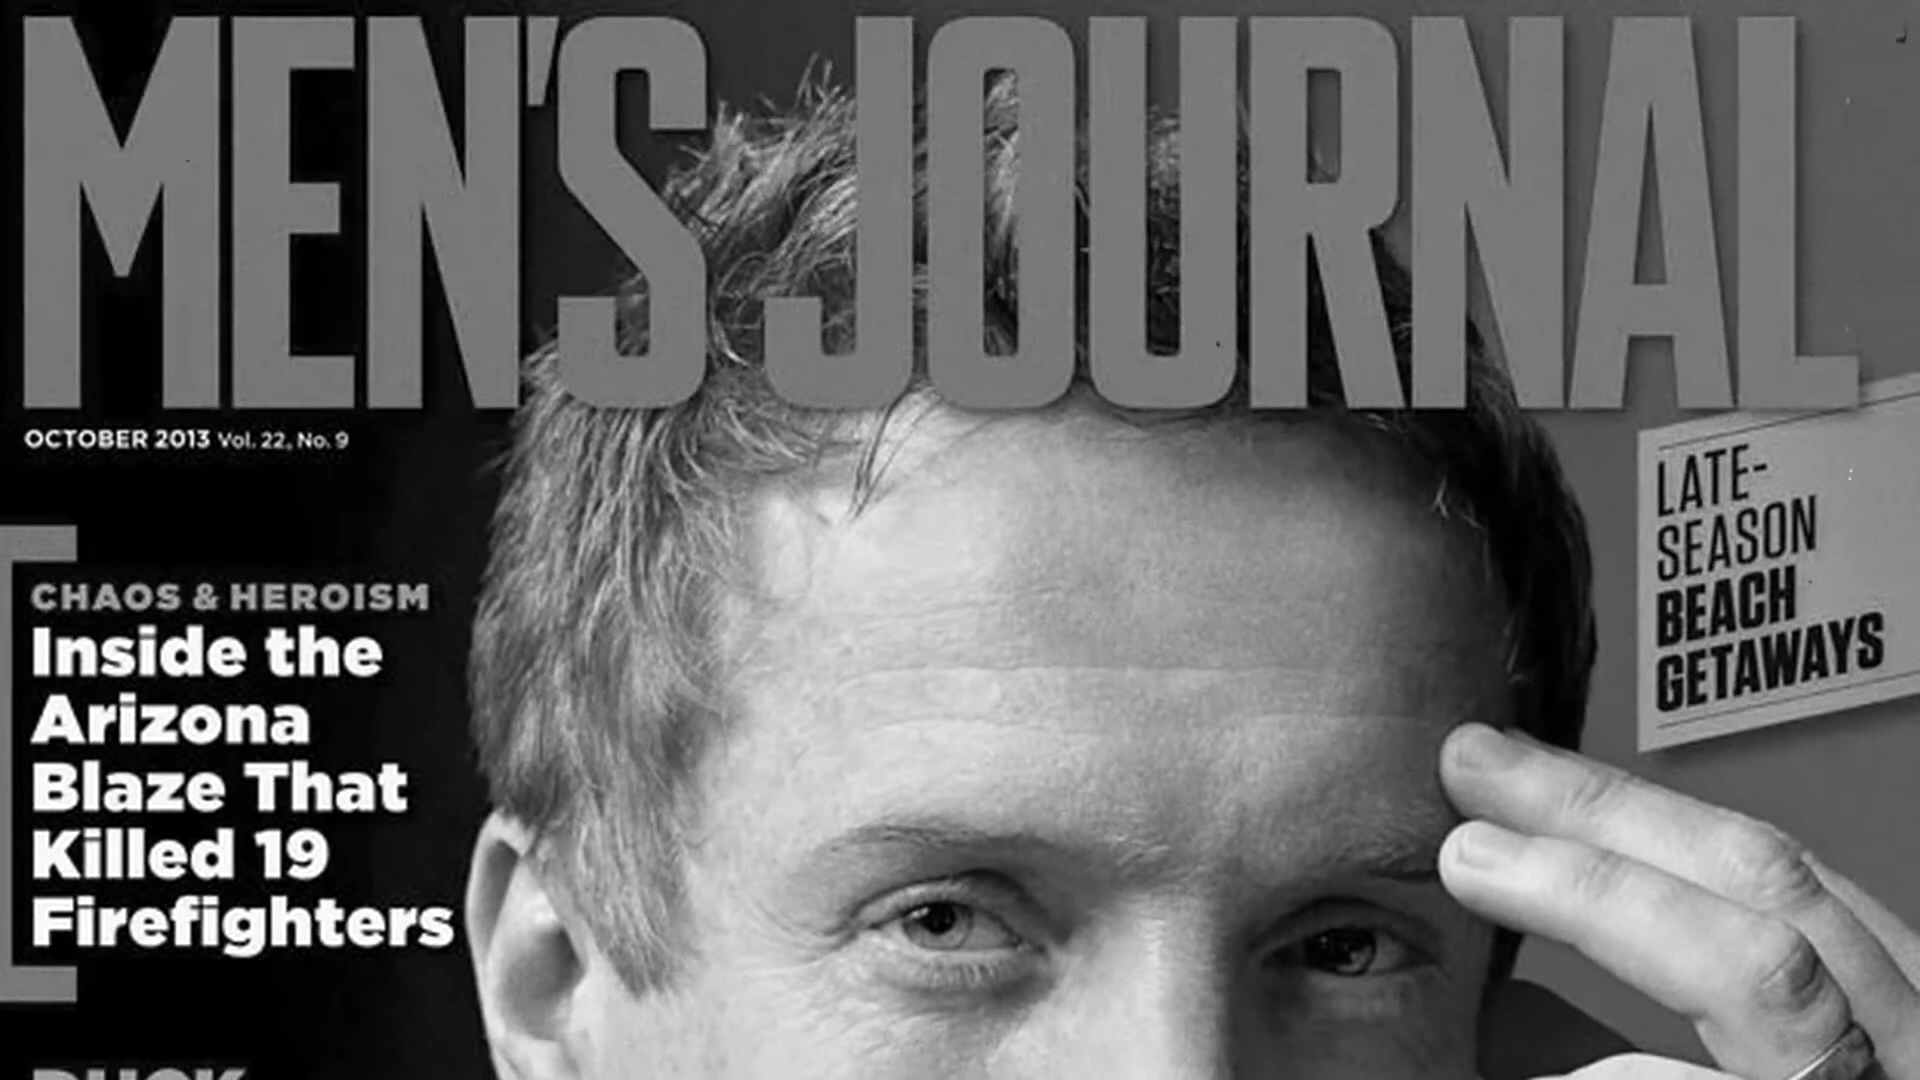 MEN'S JOURNAL
OCTOBER 2013 Vol. 22, No. 9
LATE-
SEASON
BEACH
GETAWAYS
CHAOS & HEROISM
Inside the
Arizona
Blaze That
Killed 19
Firefighters